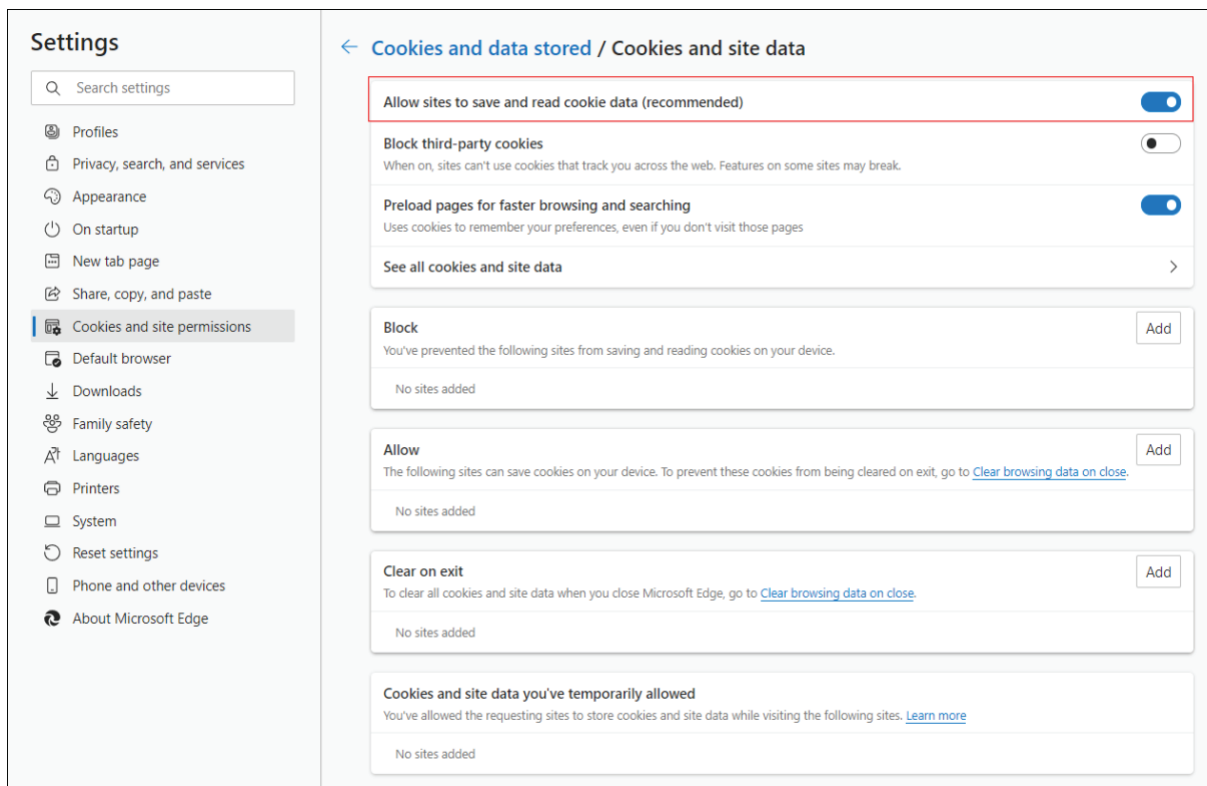 Settings
Search settings
Profiles
Privacy, search, and services
Appearance
On startup
New tab page
Share, copy, and paste
Cookies and site permissions
Default browser
Downloads
Family safety
Languages
Printers
System
Reset settings
Phone and other devices
About Microsoft Edge
Cookies and data stored / Cookies and site data
Allow sites to save and read cookie data (recommended)
Block third-party cookies
When on, sites can't use cookies that track you across the web. Features on some sites may break.
Preload pages for faster browsing and searching
Uses cookies to remember your preferences, even if you don't visit those pages
See all cookies and site data
Block
Add
You've prevented the following sites from saving and reading cookies on your device.
No sites added
Allow
Add
The following sites can save cookies on your device. To prevent these cookies from being cleared on exit, go to Clear browsing data on close.
No sites added
Clear on exit
Add
To clear all cookies and site data when you close Microsoft Edge, go to Clear browsing data on close.
No sites added
Cookies and site data you've temporarily allowed
You've allowed the requesting sites to store cookies and site data while visiting the following sites. Learn more
No sites added